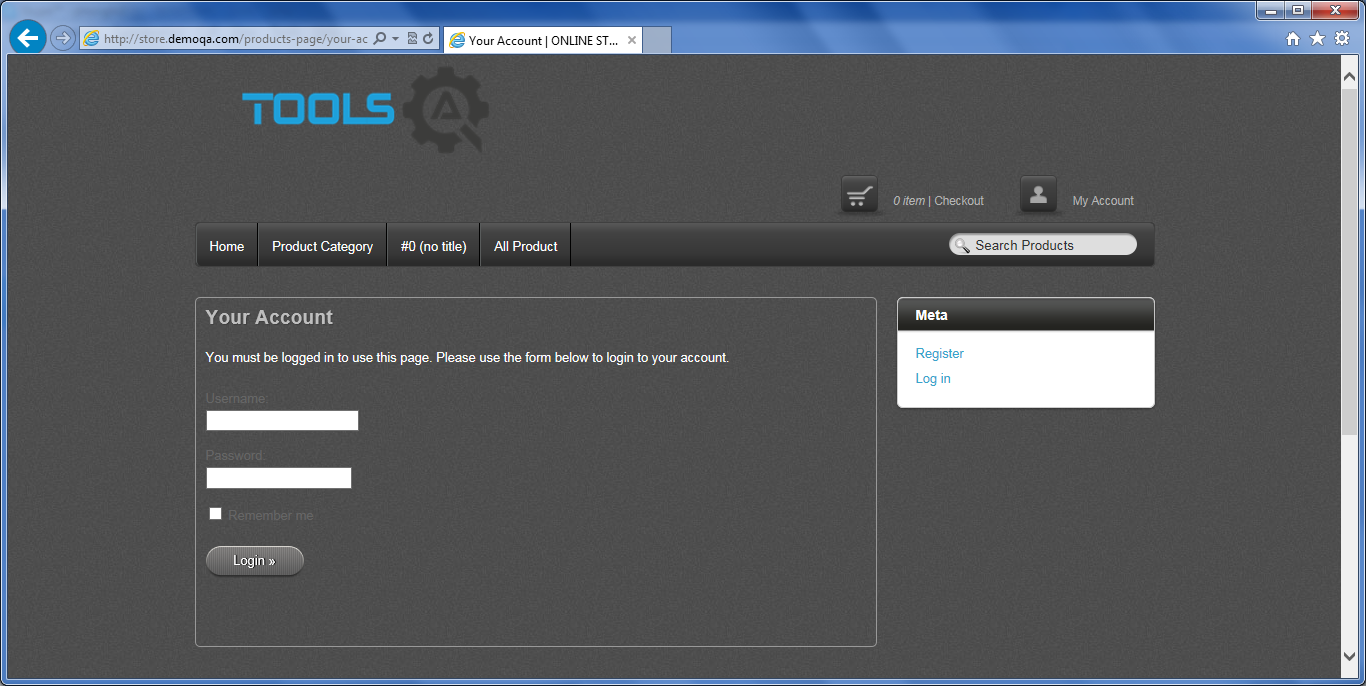 http://store.demoqa.com/products-page/your-ac
Your Account | ONLINE ST...
TOOLS
0 item | Checkout
My Account
Home
Product Category
#0 (no title)
All Product
Search Products
Your Account
Meta
You must be logged in to use this page. Please use the form below to login to your account.
Register
Log in
Username:
Password:
Remember me
Login »